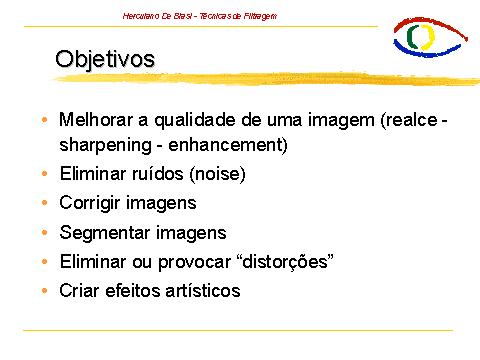 Herculano De Biasi - Técnicas de Filtragem
Objetivos
• Melhorar a qualidade de uma imagem (realce -
sharpening - enhancement)
• Eliminar ruídos (noise)
• Corrigir imagens
• Segmentar imagens
• Eliminar ou provocar “distorções”
• Criar efeitos artísticos